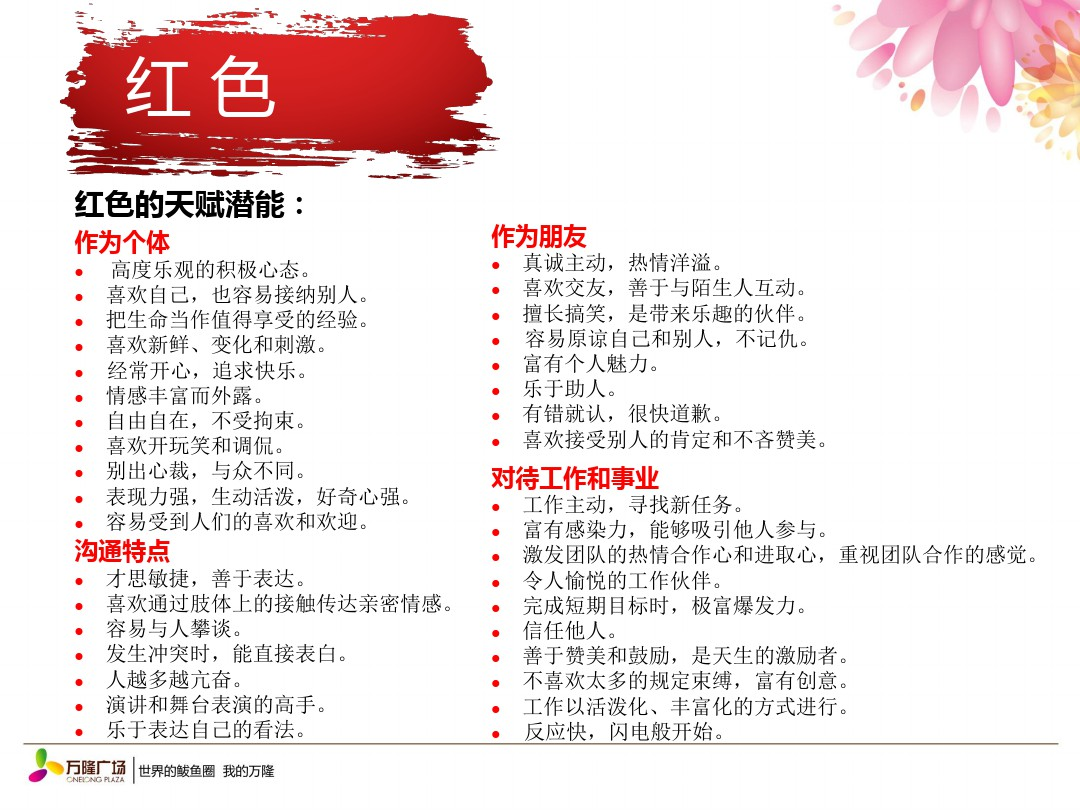 红色
红色的天赋潜能：
作为个体
高度乐观的积极心态。
喜欢自己，也容易接纳别人。
把生命当作值得享受的经验。
喜欢新鲜、变化和刺激。
经常开心，追求快乐。
情感丰富而外露。
自由自在，不受拘束。
喜欢开玩笑和调侃。
别出心裁，与众不同。
表现力强，生动活泼，好奇心强。
容易受到人们的喜欢和欢迎。
沟通特点
才思敏捷，善于表达。
喜欢通过肢体上的接触传达亲密情感。
容易与人攀谈。
发生冲突时，能直接表白。
人越多越亢奋。
演讲和舞台表演的高手。
乐于表达自己的看法。
作为朋友
真诚主动，热情洋溢。
喜欢交友，善于与陌生人互动。
擅长搞笑，是带来乐趣的伙伴。
容易原谅自己和别人，不记仇。
富有个人魅力。
乐于助人。
有错就认，很快道歉。
喜欢接受别人的肯定和不吝赞美。
对待工作和事业
工作主动，寻找新任务。
富有感染力，能够吸引他人参与。
激发团队的热情合作心和进取心，重视团队合作的感觉。
令人愉悦的工作伙伴。
完成短期目标时，极富爆发力。
信任他人。
善于赞美和鼓励，是天生的激励者。
不喜欢太多的规定束缚，富有创意。
工作以活泼化、丰富化的方式进行。
反应快，闪电般开始。
万隆广场
ONELONG PLAZA
世界的鲅鱼圈 我的万隆